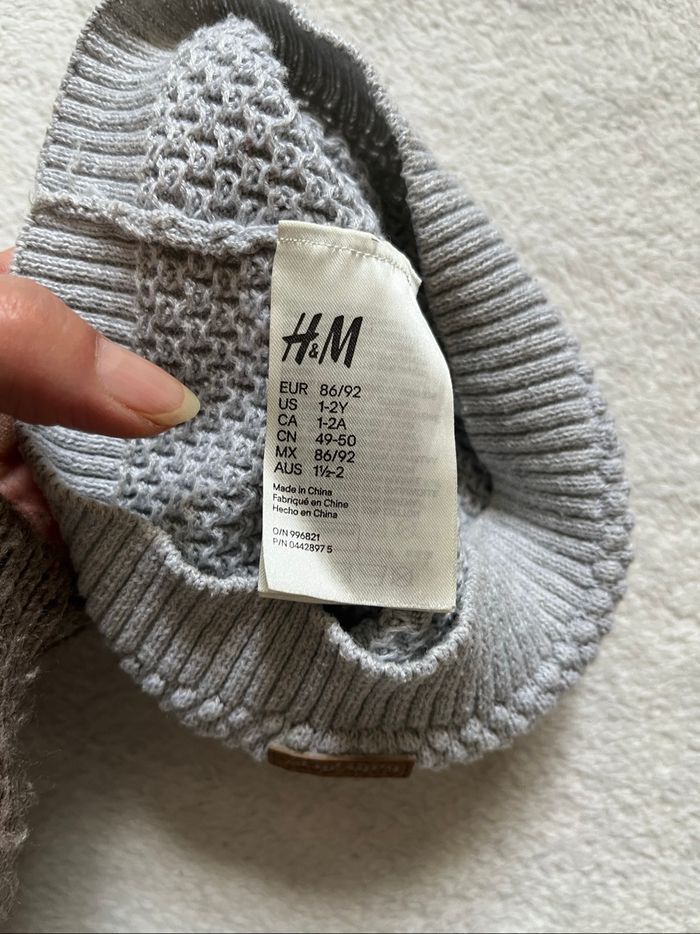 H&M
EUR 86/92
US 1-2Y
CA 1-2A
CN 49-50
MX 86/92
AUS 1½-2
Made in China
Fabriqué en Chine
Hecho en China
O/N 996821
P/N 0442897 5